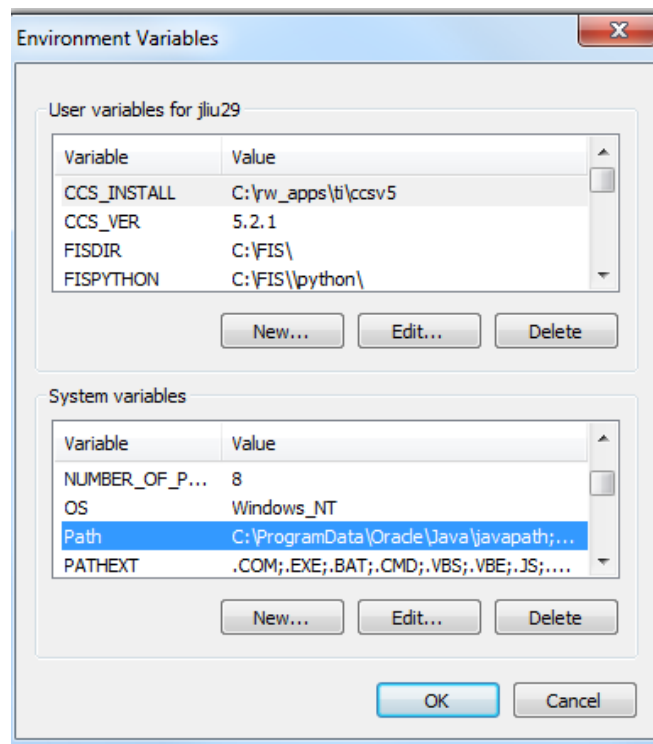 Environment Variables
User variables for jliu29
Variable Value
CCS_INSTALL C:\rw_apps\ti\ccsv5
CCS_VER 5.2.1
FISDIR C:\FIS\
FISPYTHON C:\FIS\\python\
New... Edit... Delete
System variables
Variable Value
NUMBER_OF_P... 8
OS Windows_NT
Path C:\ProgramData\Oracle\Java\javapath;...
PATHEXT .COM;.EXE;.BAT;.CMD;.VBS;.VBE;.JS;....
New... Edit... Delete
OK Cancel